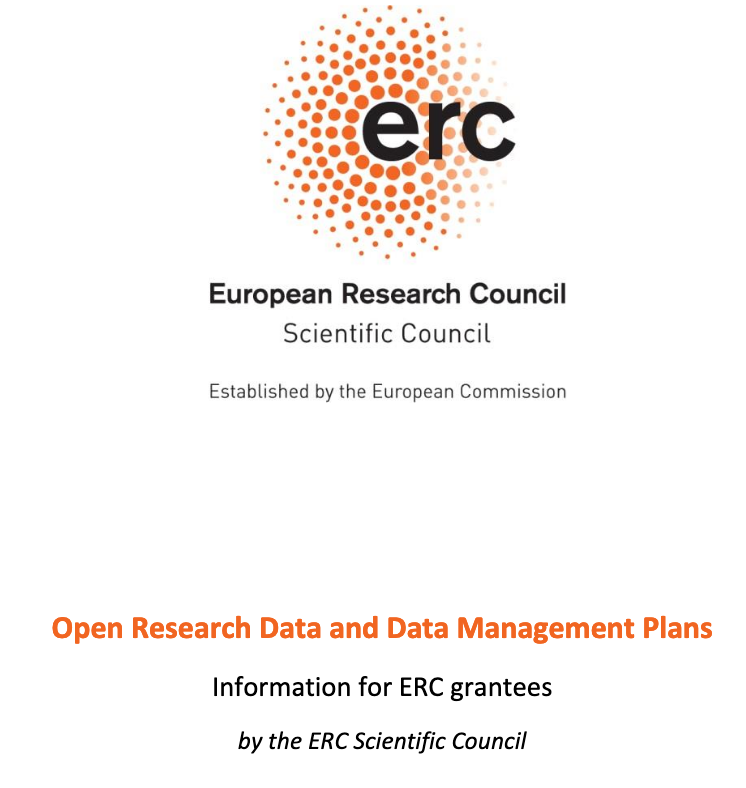 erc
European Research Council
Scientific Council
Established by the European Commission
Open Research Data and Data Management Plans
Information for ERC grantees
by the ERC Scientific Council